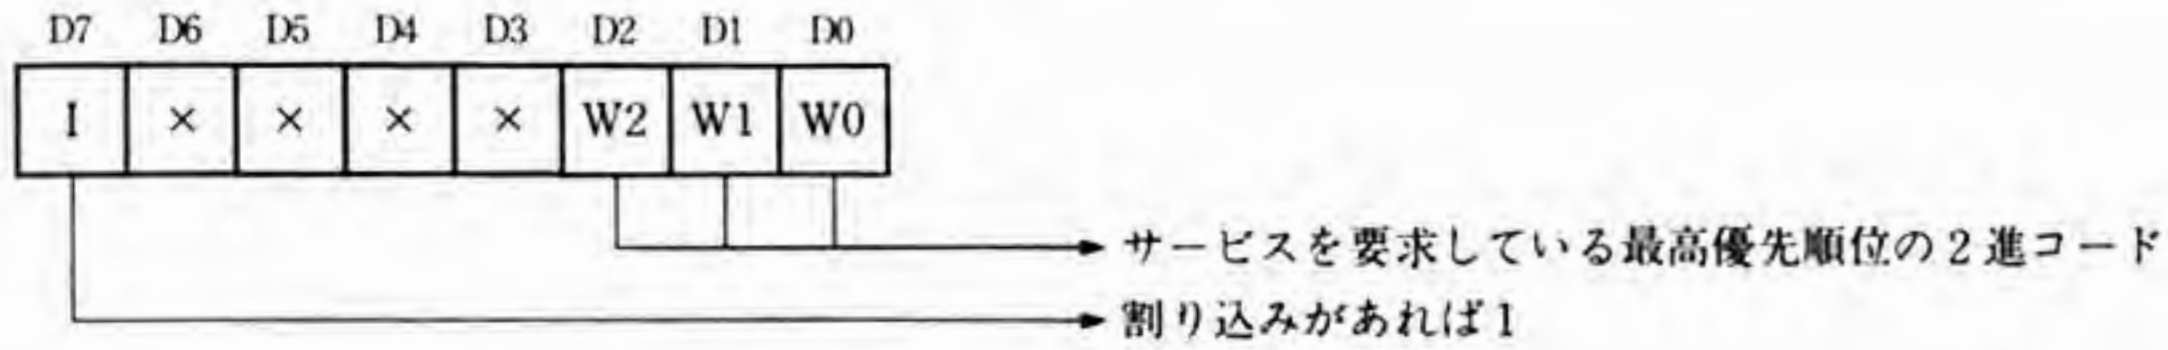 D7 D6 D5 D4 D3 D2 D1 D0
I × × × × W2 W1 W0
サービスを要求している最高優先順位の2進コード
割り込みがあれば1